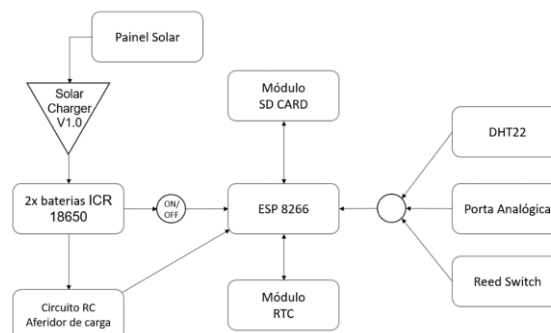 Painel Solar
Solar
Charger
V1.0
Módulo
SD CARD
DHT22
2x baterias ICR
18650
ON/
OFF
ESP 8266
Porta Analógica
Circuito RC
Aferidor de carga
Módulo
RTC
Reed Switch